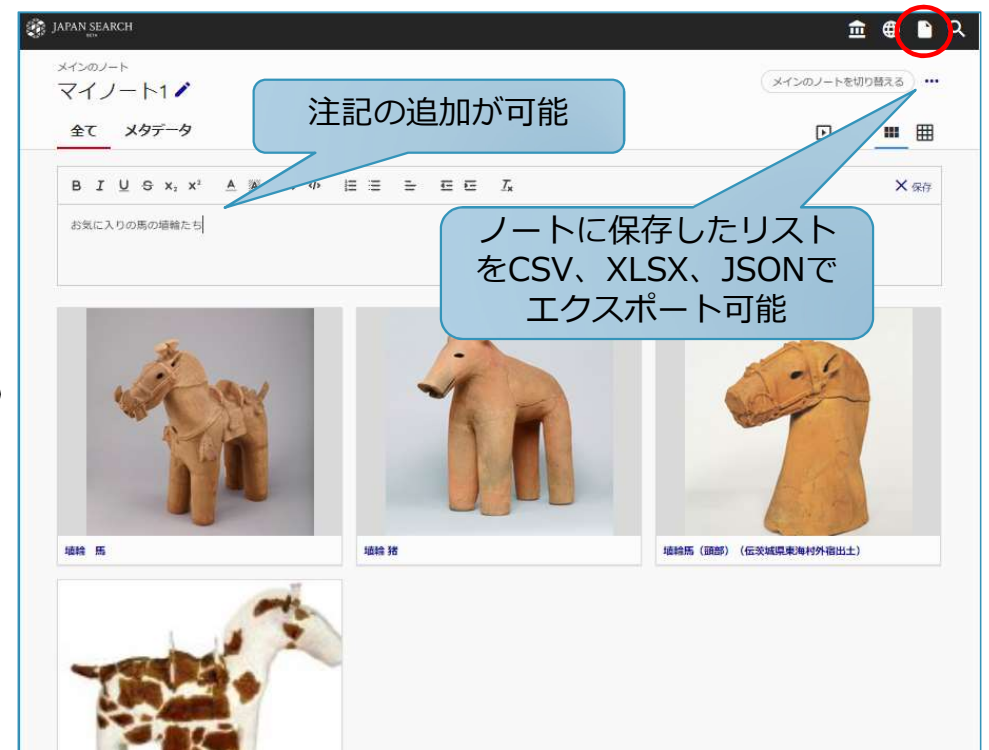 JAPAN SEARCH
BETA
メインのノート
マイノート1
メインのノートを切り替える
全て メタデータ
注記の追加が可能
B I U S X₂ X² A A </> Tx
× 保存
お気に入りの馬の埴輪たち
ノートに保存したリスト
をCSV、XLSX、JSONで
エクスポート可能
埴輪 馬
埴輪 猪
埴輪馬（頭部）（伝茨城県東海村外宿出土）